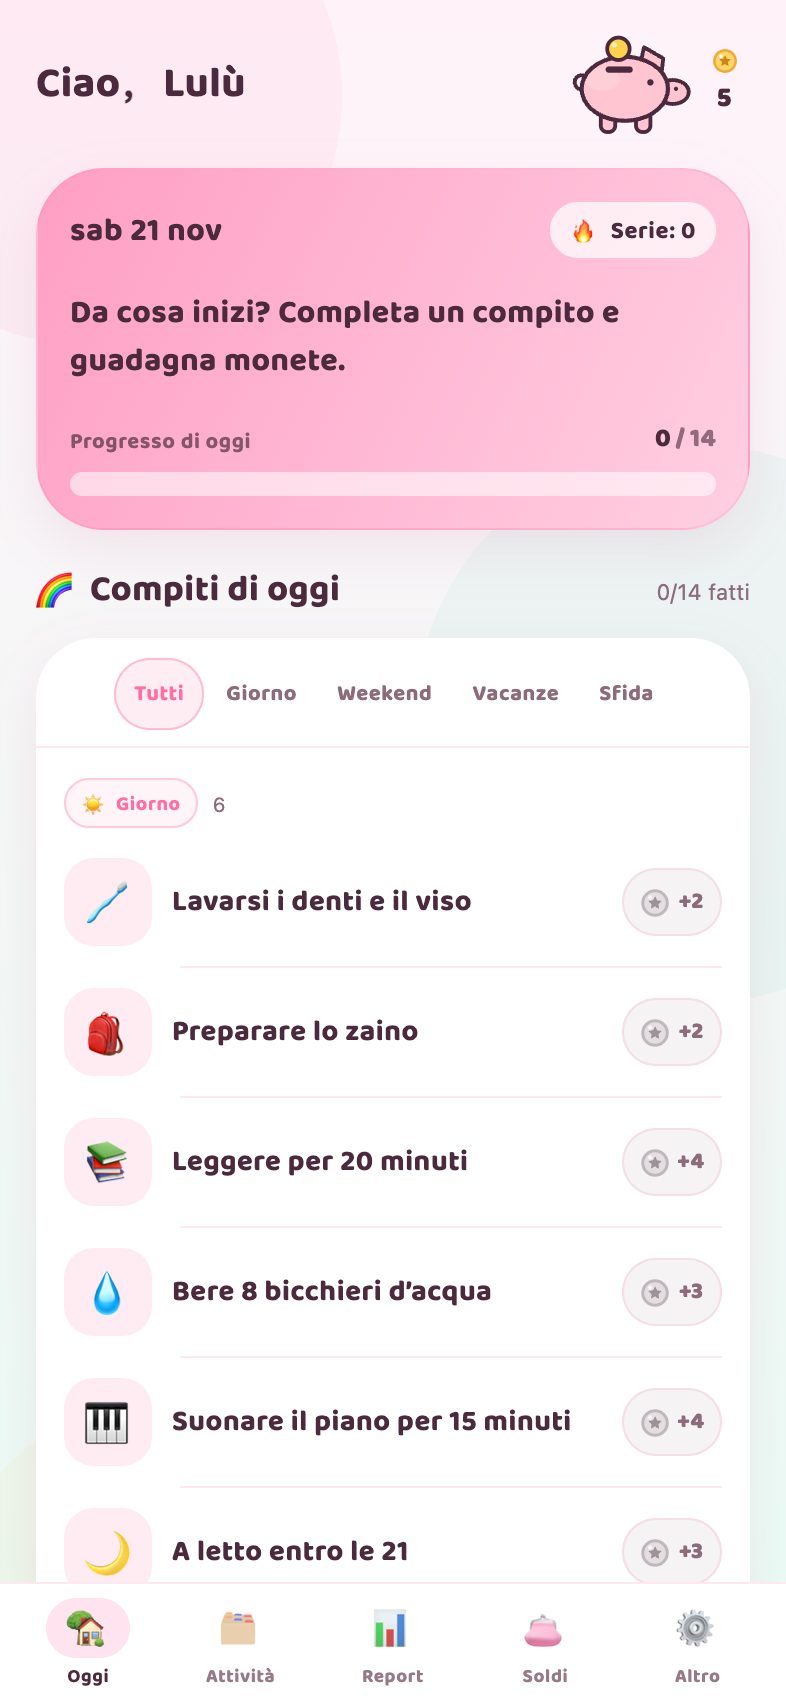 Ciao, Lulù
5
sab 21 nov
Serie: 0
Da cosa inizi? Completa un compito e
guadagna monete.
Progresso di oggi
0 / 14
Compiti di oggi
0/14 fatti
Tutti
Giorno
Weekend
Vacanze
Sfida
Giorno
6
Lavarsi i denti e il viso
+2
Preparare lo zaino
+2
Leggere per 20 minuti
+4
Bere 8 bicchieri d’acqua
+3
Suonare il piano per 15 minuti
+4
A letto entro le 21
+3
Oggi
Attività
Report
Soldi
Altro